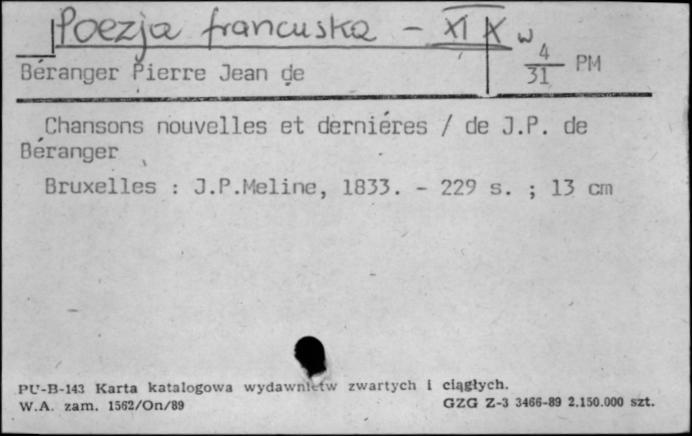 Poezja francuska - XIX w
Béranger Pierre Jean de 4/31 PM
Chansons nouvelles et derniéres / de J.P. de
Béranger
Bruxelles : J.P.Meline, 1833. - 229 s. ; 13 cm
PU-B-143 Karta katalogowa wydawnictw zwartych i ciągłych.
W.A. zam. 1562/On/89 GZG Z-3 3466-89 2.150.000 szt.